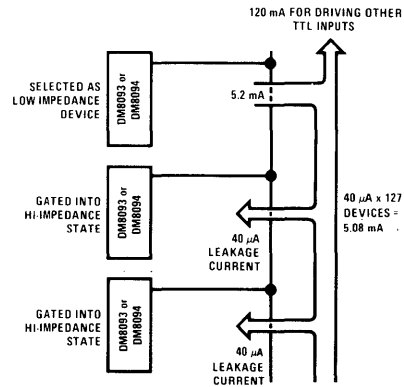 120 mA FOR DRIVING OTHER
TTL INPUTS
SELECTED AS
LOW IMPEDANCE
DEVICE
DM8093 or
DM8094
5.2 mA
GATED INTO
HI-IMPEDANCE
STATE
DM8093 or
DM8094
40 µA
LEAKAGE
CURRENT
40 µA x 127
DEVICES =
5.08 mA
GATED INTO
HI-IMPEDANCE
STATE
DM8093 or
DM8094
40 µA
LEAKAGE
CURRENT